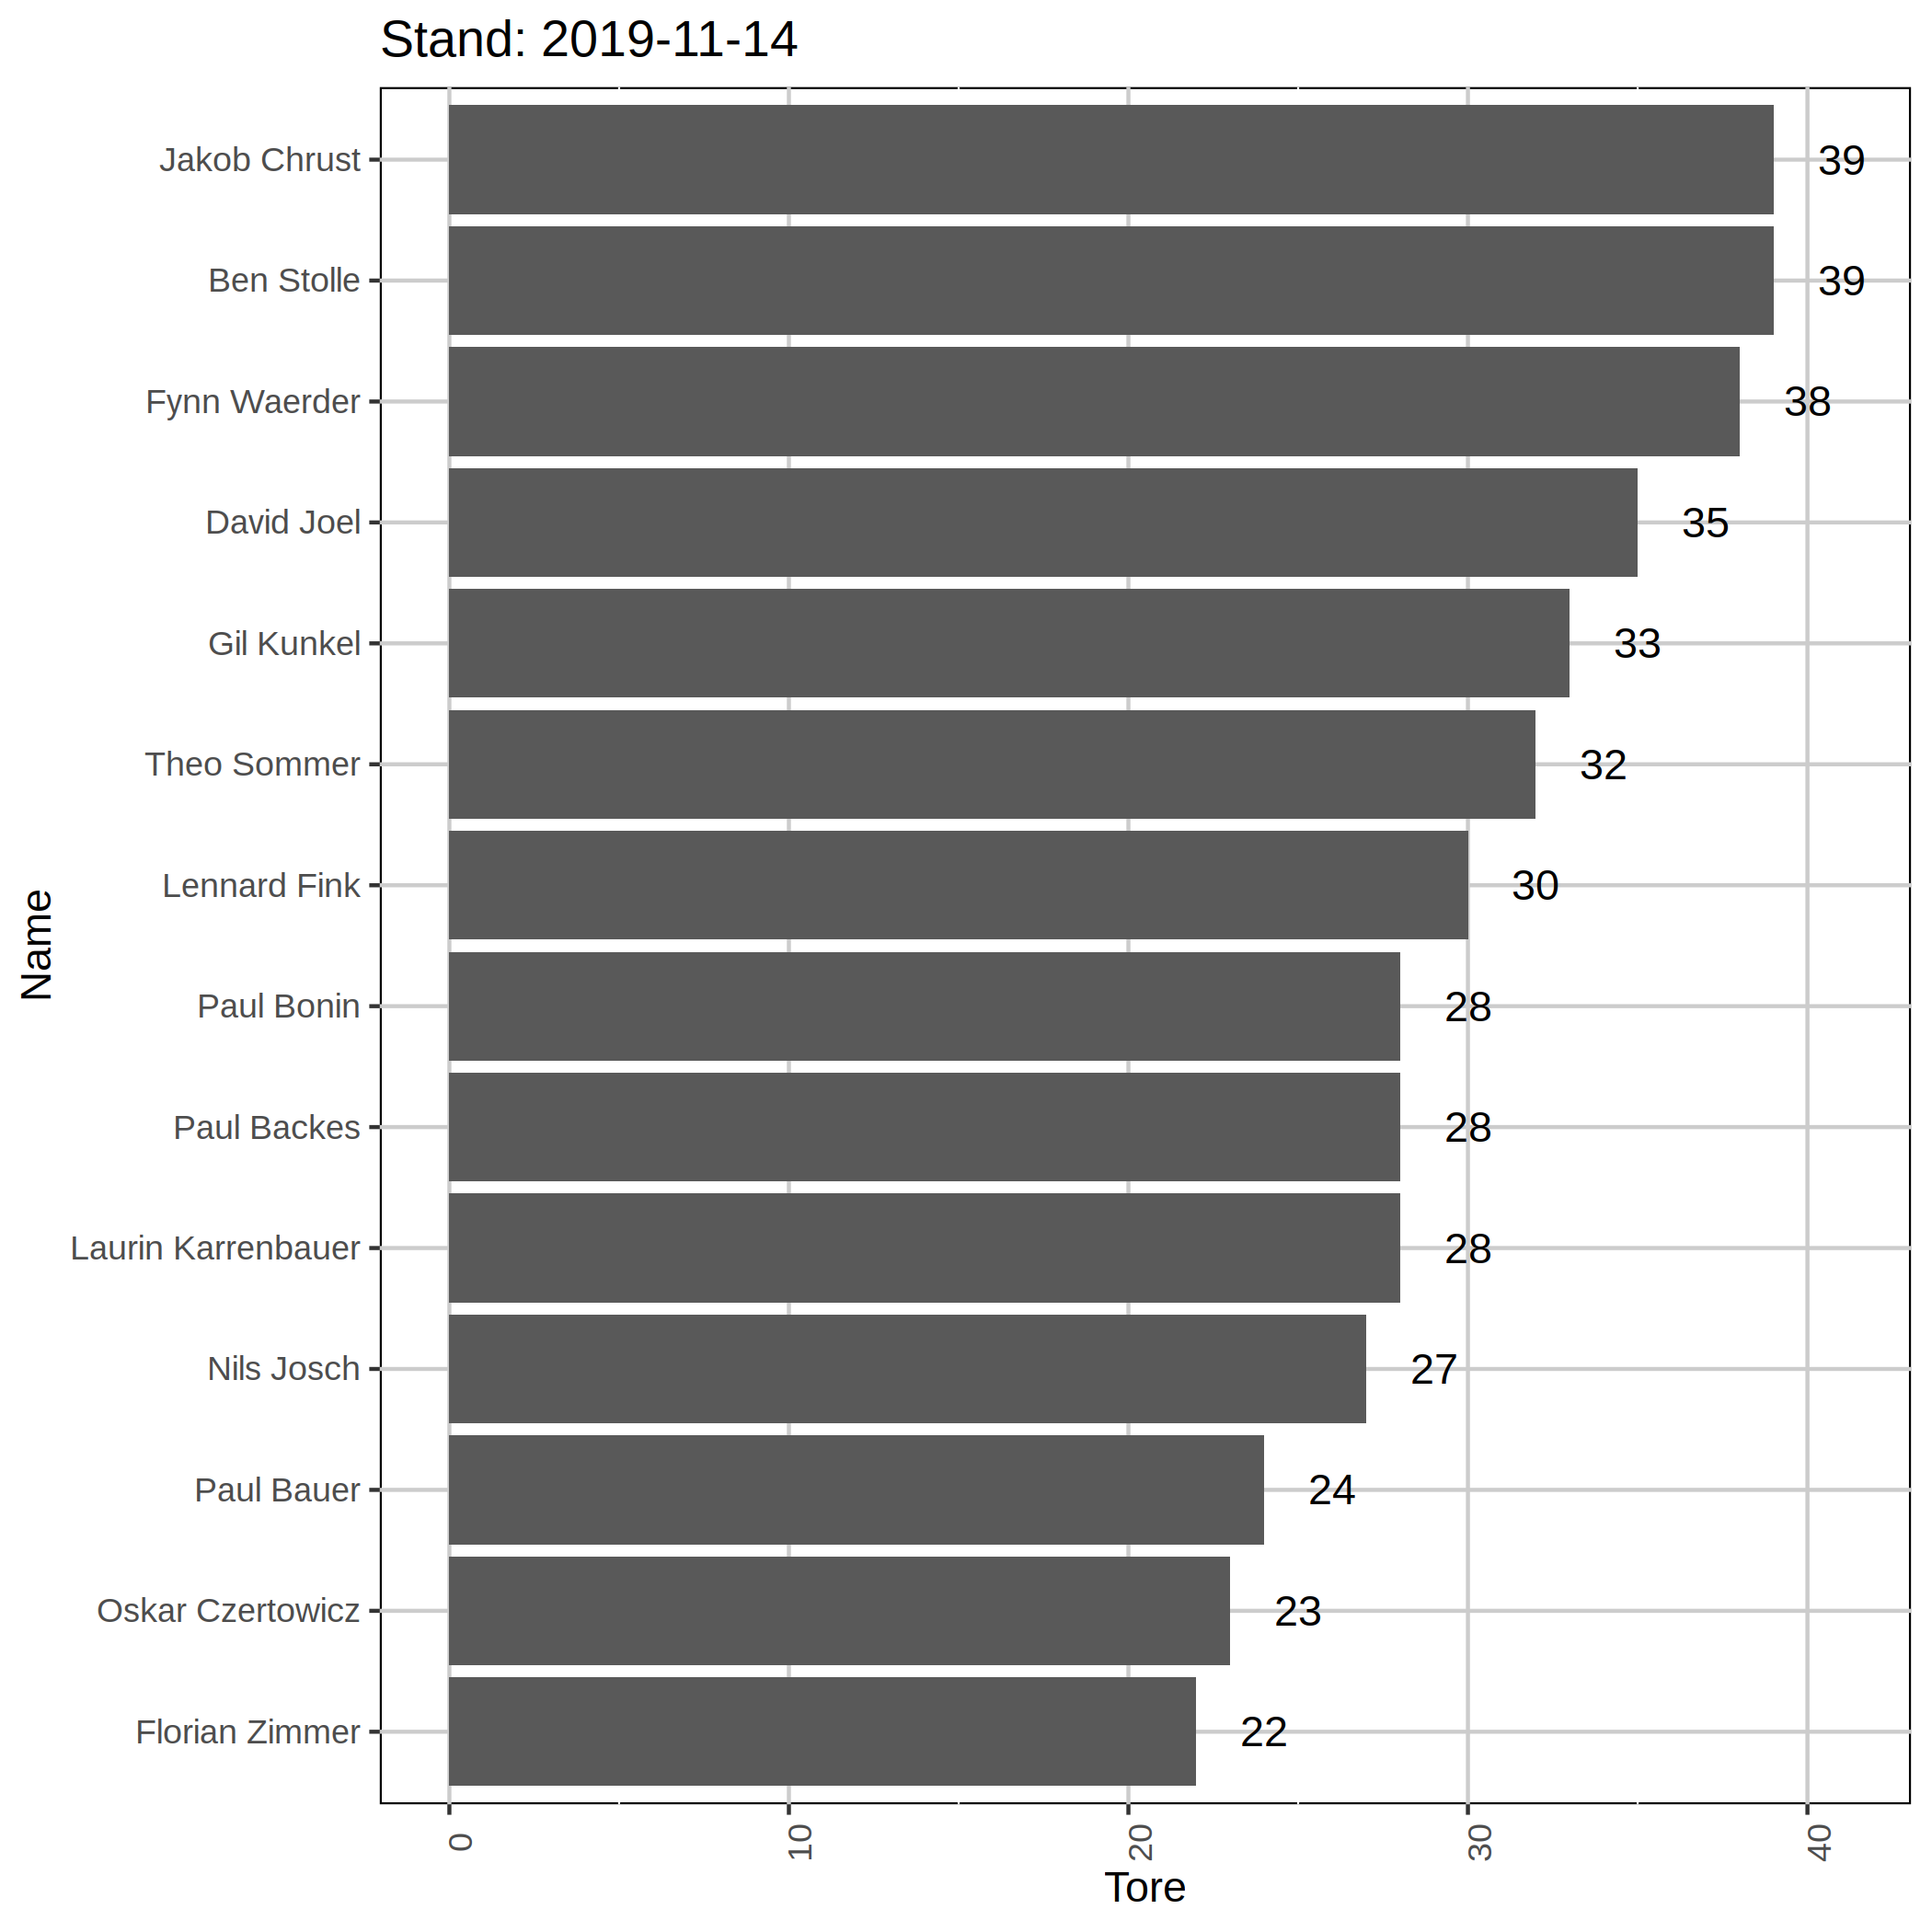 Stand: 2019-11-14
Jakob Chrust 39
Ben Stolle 39
Fynn Waerder 38
David Joel 35
Gil Kunkel 33
Theo Sommer 32
Lennard Fink 30
Name
Paul Bonin 28
Paul Backes 28
Laurin Karrenbauer 28
Nils Josch 27
Paul Bauer 24
Oskar Czertowicz 23
Florian Zimmer 22
0 10 20 30 40
Tore